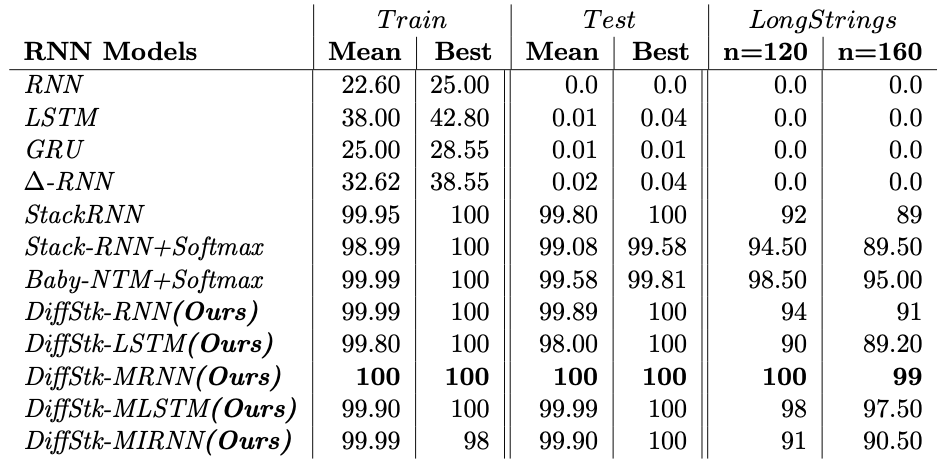 Train Test LongStrings
RNN Models Mean Best Mean Best n=120 n=160
RNN 22.60 25.00 0.0 0.0 0.0 0.0
LSTM 38.00 42.80 0.01 0.04 0.0 0.0
GRU 25.00 28.55 0.01 0.01 0.0 0.0
Δ-RNN 32.62 38.55 0.02 0.04 0.0 0.0
StackRNN 99.95 100 99.80 100 92 89
Stack-RNN+Softmax 98.99 100 99.08 99.58 94.50 89.50
Baby-NTM+Softmax 99.99 100 99.58 99.81 98.50 95.00
DiffStk-RNN(Ours) 99.99 100 99.89 100 94 91
DiffStk-LSTM(Ours) 99.80 100 98.00 100 90 89.20
DiffStk-MRNN(Ours) 100 100 100 100 100 99
DiffStk-MLSTM(Ours) 99.90 100 99.99 100 98 97.50
DiffStk-MIRNN(Ours) 99.99 98 99.90 100 91 90.50